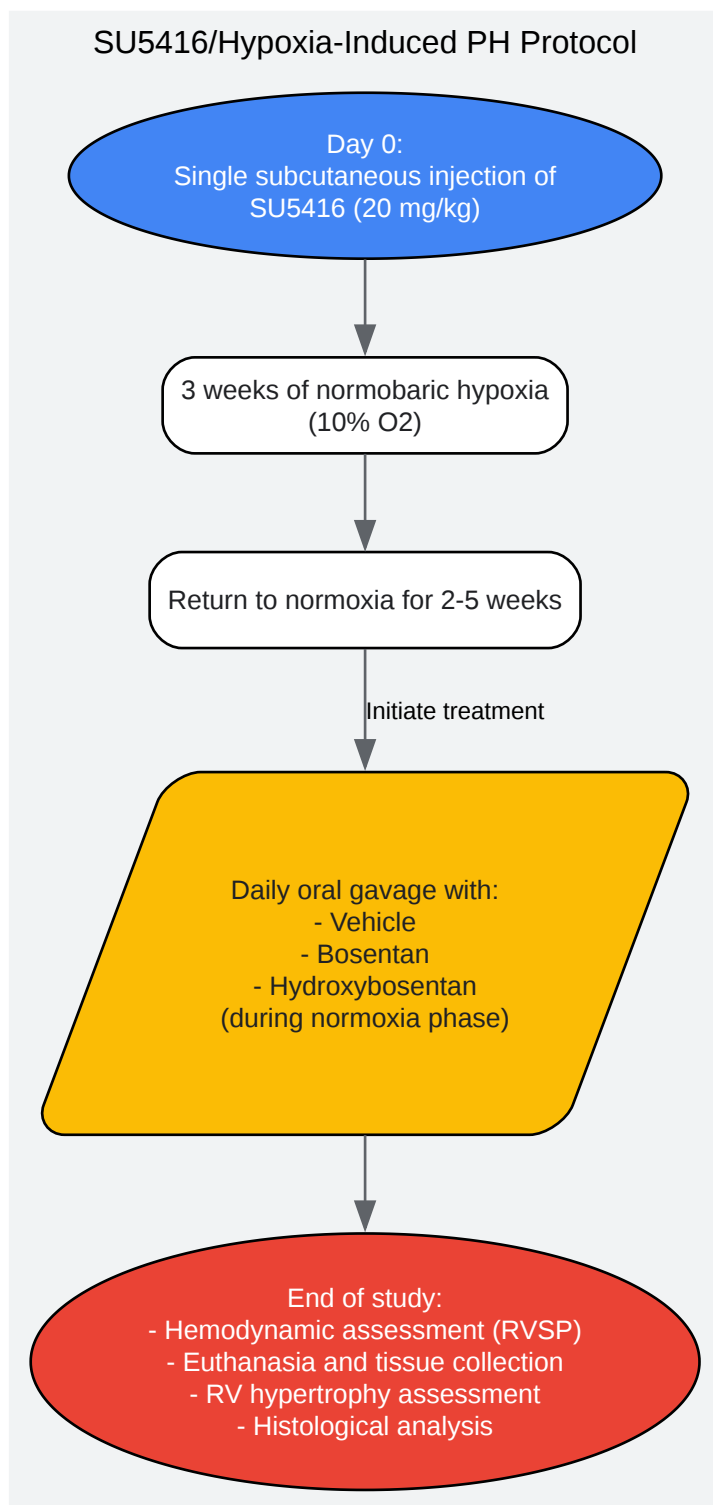 SU5416/Hypoxia-Induced PH Protocol
Day 0:
Single subcutaneous injection of
SU5416 (20 mg/kg)
3 weeks of normobaric hypoxia
(10% O2)
Return to normoxia for 2-5 weeks
Initiate treatment
Daily oral gavage with:
- Vehicle
- Bosentan
- Hydroxybosentan
(during normoxia phase)
End of study:
- Hemodynamic assessment (RVSP)
- Euthanasia and tissue collection
- RV hypertrophy assessment
- Histological analysis